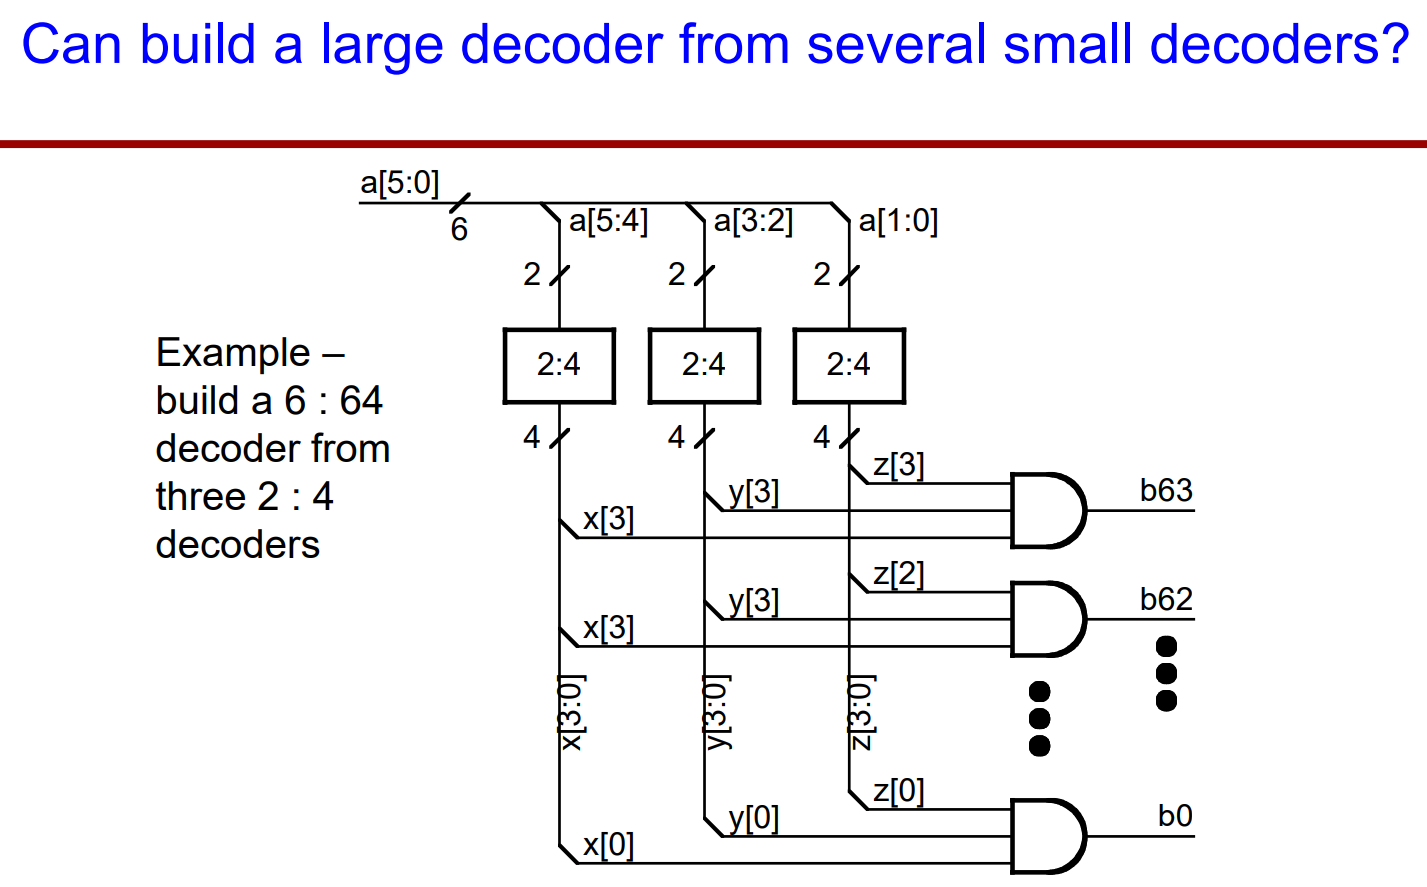 Can build a large decoder from several small decoders?
a[5:0]
6
a[5:4]
a[3:2]
a[1:0]
2
2
2
Example –
build a 6 : 64
decoder from
three 2 : 4
decoders
2:4
2:4
2:4
4
4
4
z[3]
y[3]
x[3]
b63
z[2]
y[3]
x[3]
b62
x[3:0]
y[3:0]
z[3:0]
z[0]
y[0]
x[0]
b0